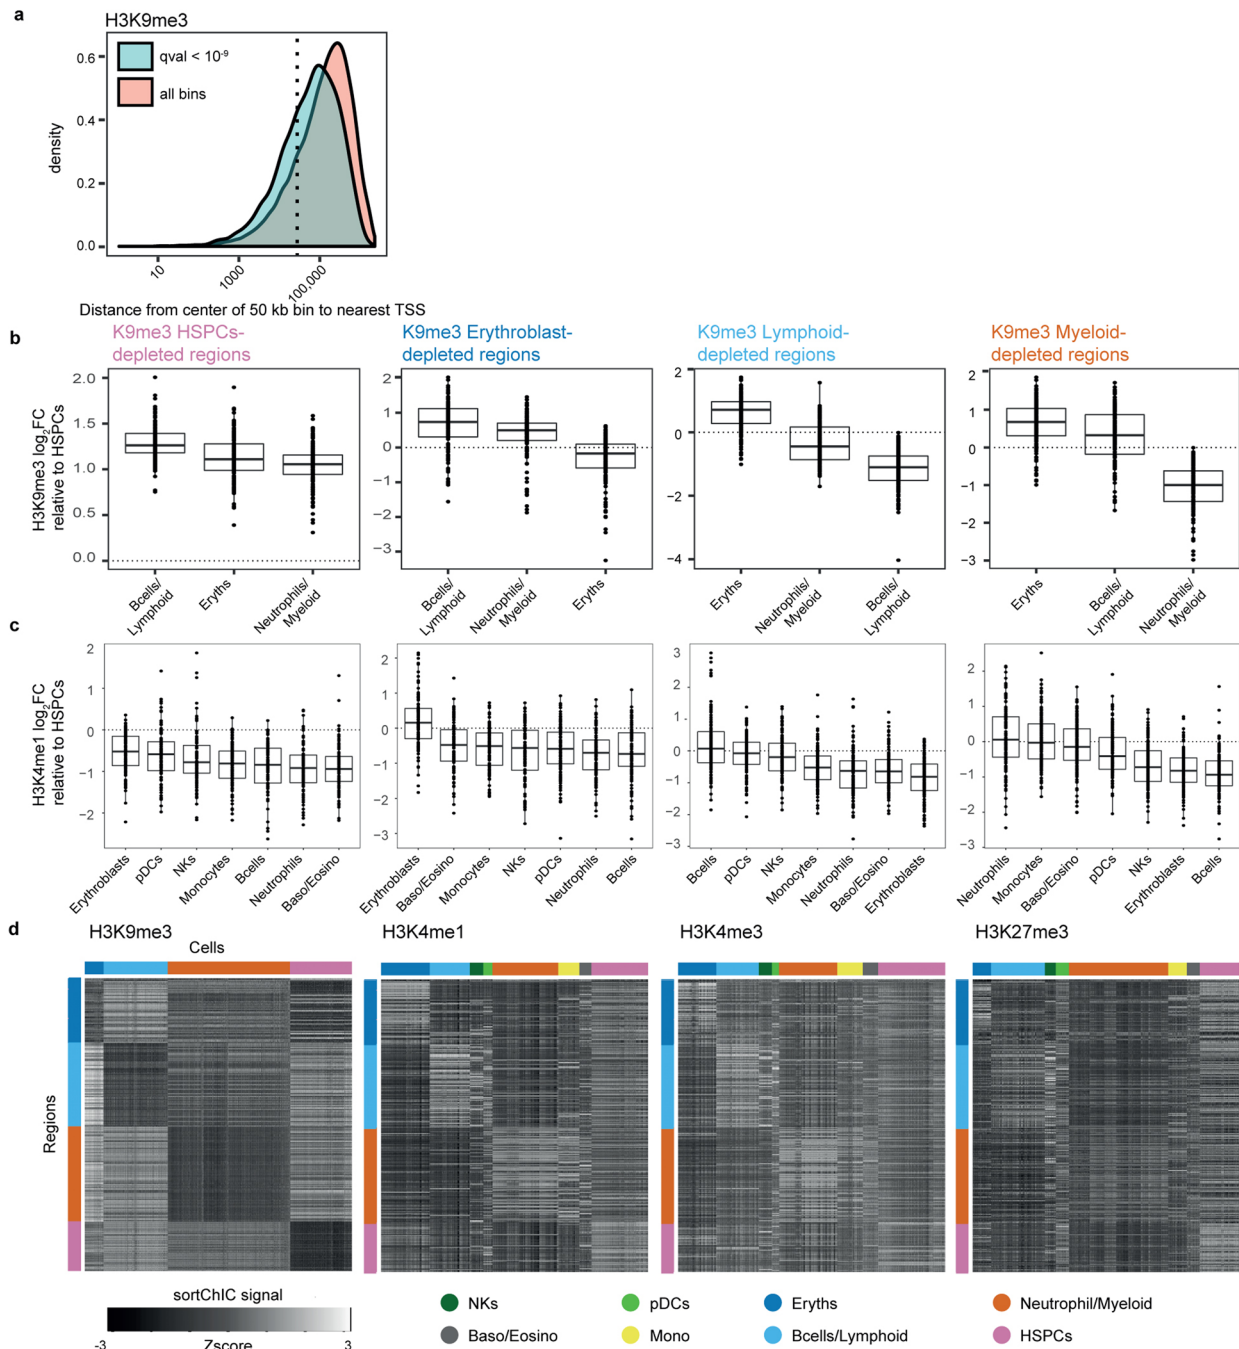 a
H3K9me3
qval < 10⁻⁹
all bins
density
0.6
0.4
0.2
0.0
10
1000
100,000
Distance from center of 50 kb bin to nearest TSS
b
K9me3 HSPCs-
depleted regions
K9me3 Erythroblast-
depleted regions
K9me3 Lymphoid-
depleted regions
K9me3 Myeloid-
depleted regions
H3K9me3 log₂FC
relative to HSPCs
2.0
1.5
1.0
0.5
0.0
2
1
0
−1
−2
−3
2
0
−2
−4
2
1
0
−1
−2
−3
Bcells/
Lymphoid
Eryths
Neutrophils/
Myeloid
Bcells/
Lymphoid
Neutrophils/
Myeloid
Eryths
Eryths
Neutrophils/
Myeloid
Bcells/
Lymphoid
Eryths
Bcells/
Lymphoid
Neutrophils/
Myeloid
c
H3K4me1 log₂FC
relative to HSPCs
2
1
0
−1
−2
2
1
0
−1
−2
−3
3
2
1
0
−1
−2
−3
2
1
0
−1
−2
−3
Erythroblasts
pDCs
NKs
Monocytes
Bcells
Neutrophils
Baso/Eosino
Erythroblasts
Baso/Eosino
Monocytes
NKs
pDCs
Neutrophils
Bcells
Bcells
pDCs
NKs
Monocytes
Neutrophils
Baso/Eosino
Erythroblasts
Neutrophils
Monocytes
Baso/Eosino
pDCs
NKs
Erythroblasts
Bcells
d
H3K9me3
H3K4me1
H3K4me3
H3K27me3
Cells
Regions
sortChIC signal
-3
Zscore
3
NKs
pDCs
Eryths
Neutrophil/Myeloid
Baso/Eosino
Mono
Bcells/Lymphoid
HSPCs